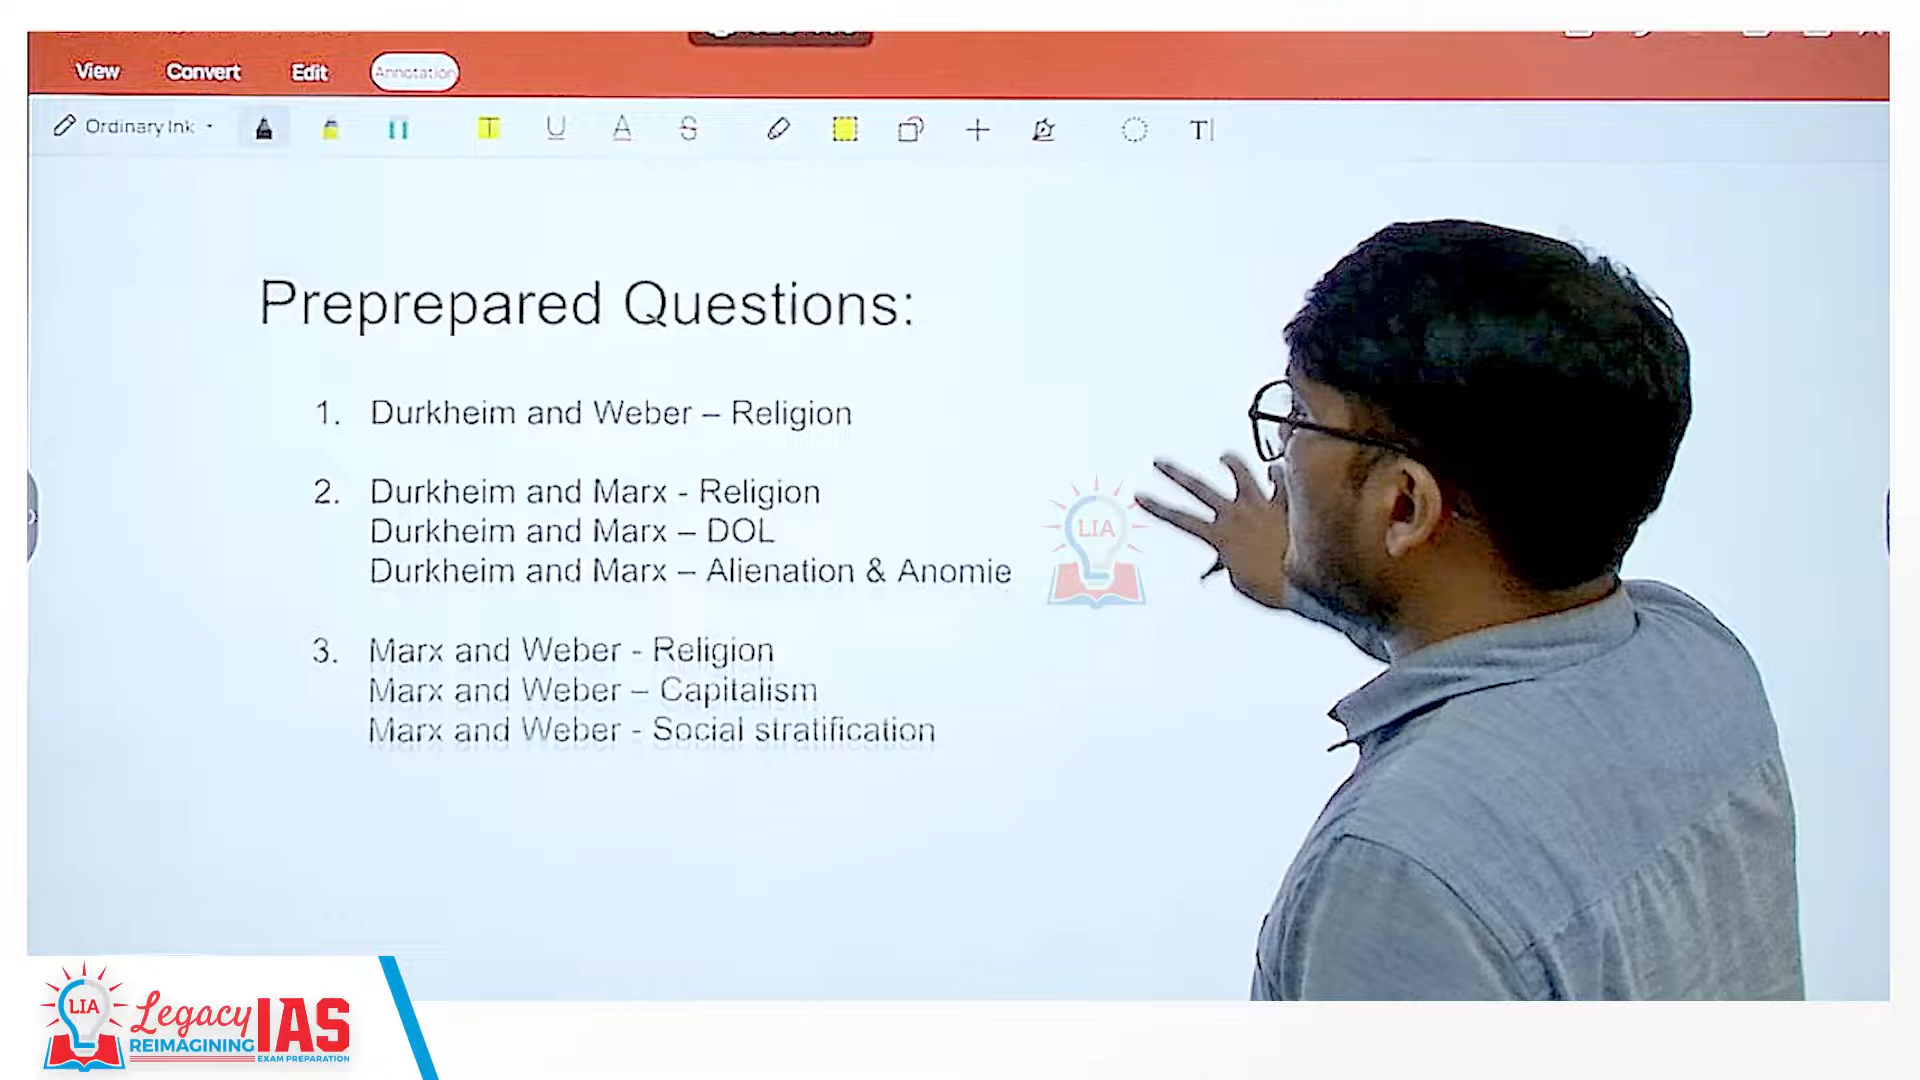 View Convert Edit Annotation
Ordinary Ink
Preprepared Questions:
1. Durkheim and Weber – Religion
2. Durkheim and Marx - Religion
Durkheim and Marx – DOL
Durkheim and Marx – Alienation & Anomie
LIA
3. Marx and Weber - Religion
Marx and Weber – Capitalism
Marx and Weber - Social stratification
LIA
Legacy IAS
REIMAGINING
EXAM PREPARATION